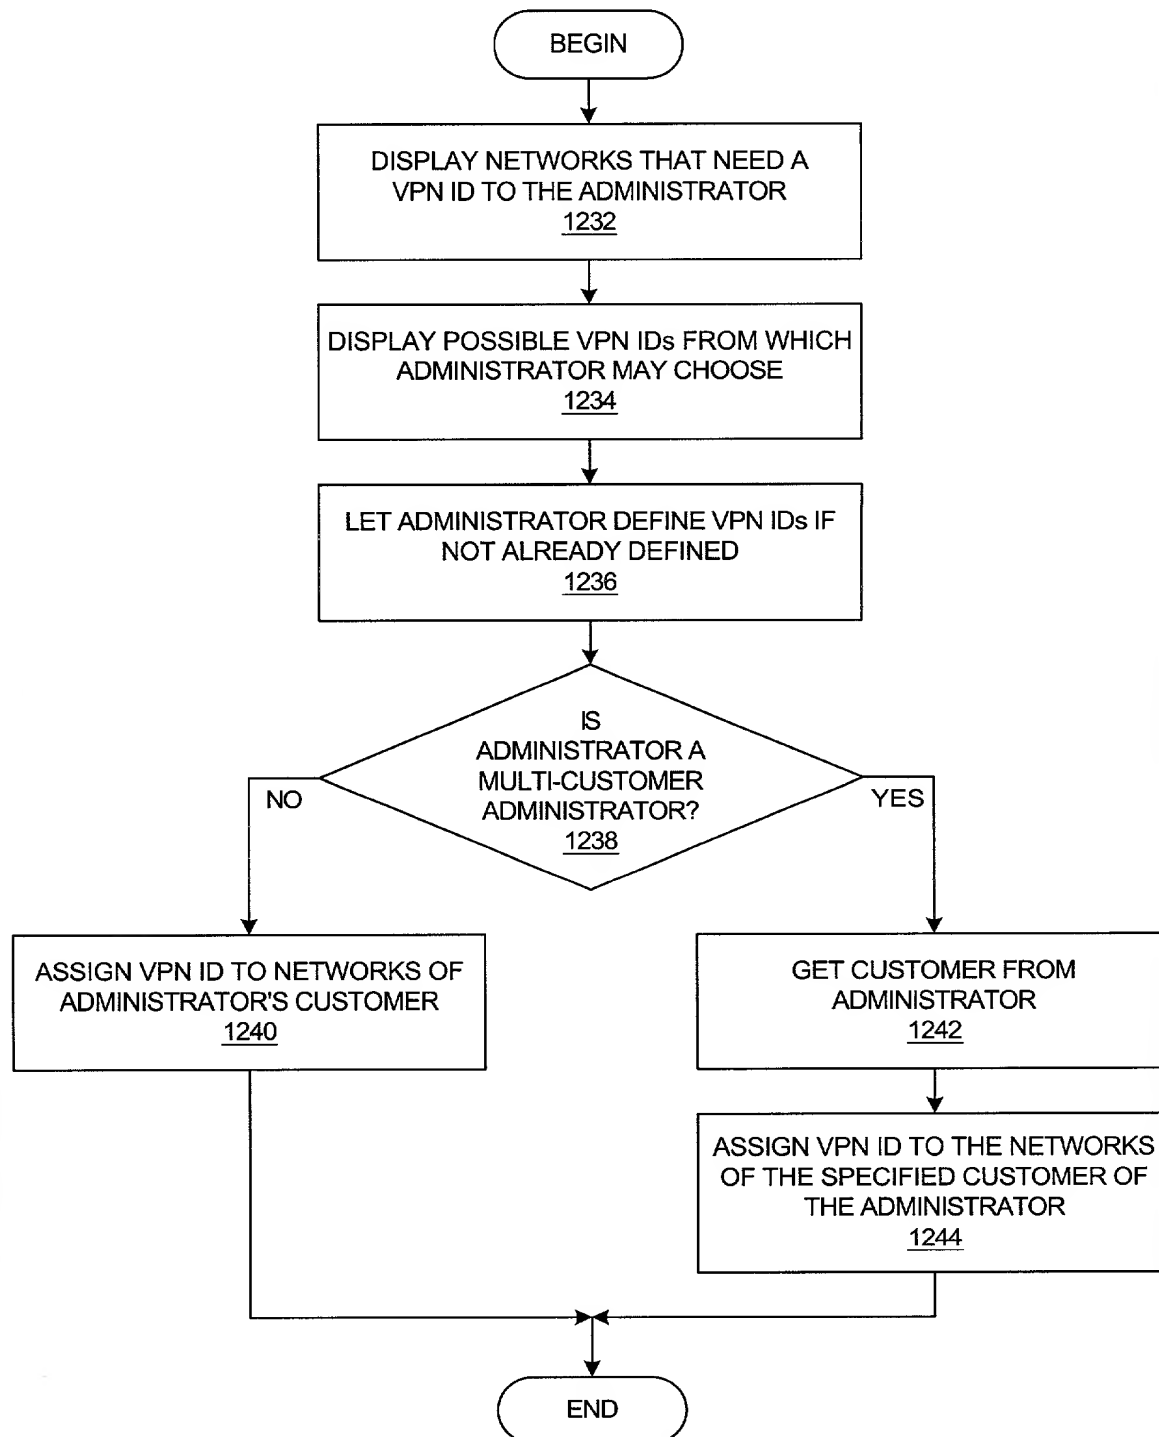 BEGIN
DISPLAY NETWORKS THAT NEED A
VPN ID TO THE ADMINISTRATOR
1232
DISPLAY POSSIBLE VPN IDs FROM WHICH
ADMINISTRATOR MAY CHOOSE
1234
LET ADMINISTRATOR DEFINE VPN IDs IF
NOT ALREADY DEFINED
1236
IS
ADMINISTRATOR A
MULTI-CUSTOMER
ADMINISTRATOR?
1238
NO
YES
ASSIGN VPN ID TO NETWORKS OF
ADMINISTRATOR'S CUSTOMER
1240
GET CUSTOMER FROM
ADMINISTRATOR
1242
ASSIGN VPN ID TO THE NETWORKS
OF THE SPECIFIED CUSTOMER OF
THE ADMINISTRATOR
1244
END